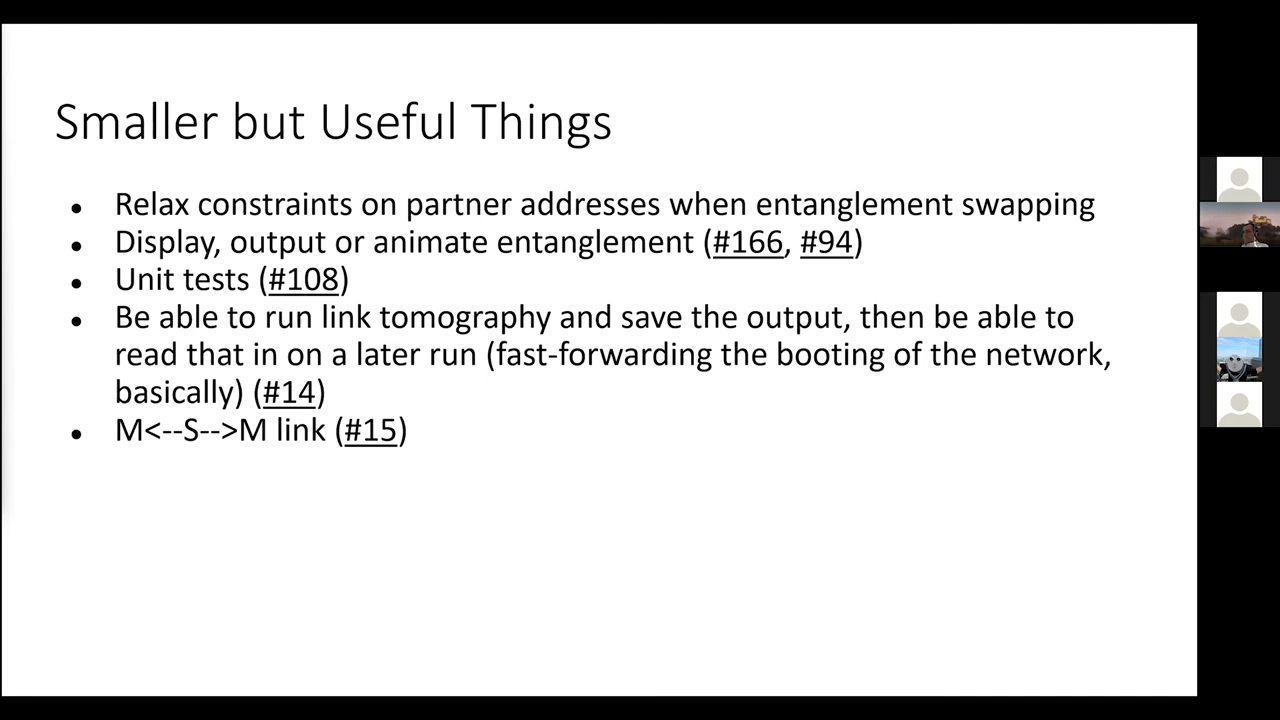 Smaller but Useful Things
● Relax constraints on partner addresses when entanglement swapping
● Display, output or animate entanglement (#166, #94)
● Unit tests (#108)
● Be able to run link tomography and save the output, then be able to
read that in on a later run (fast-forwarding the booting of the network,
basically) (#14)
● M<--S-->M link (#15)